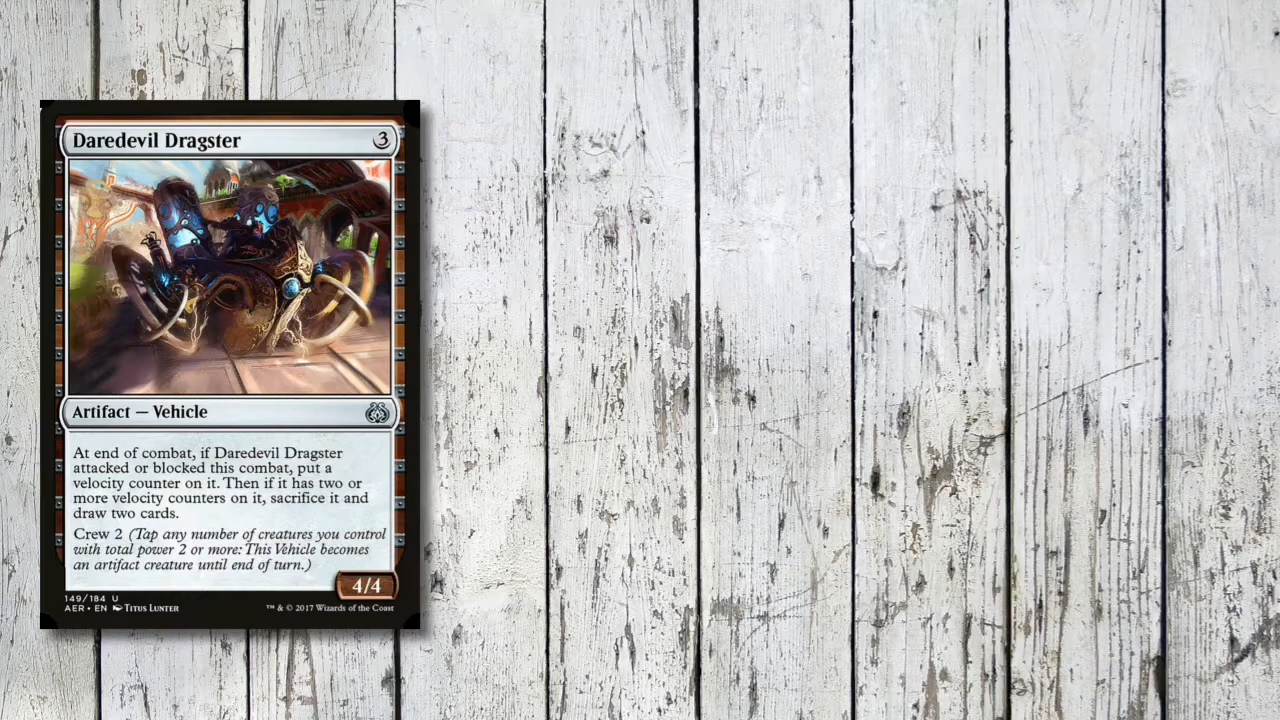 Daredevil Dragster 3
Artifact — Vehicle
At end of combat, if Daredevil Dragster
attacked or blocked this combat, put a
velocity counter on it. Then if it has two or
more velocity counters on it, sacrifice it and
draw two cards.
Crew 2 (Tap any number of creatures you control
with total power 2 or more: This Vehicle becomes
an artifact creature until end of turn.)
4/4
149/184 U
AER • EN Titus Lunter ™ & © 2017 Wizards of the Coast